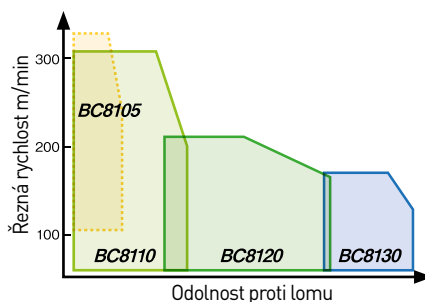 Řezná rychlost m/min
300
200
100
BC8105
BC8110
BC8120
BC8130
Odolnost proti lomu